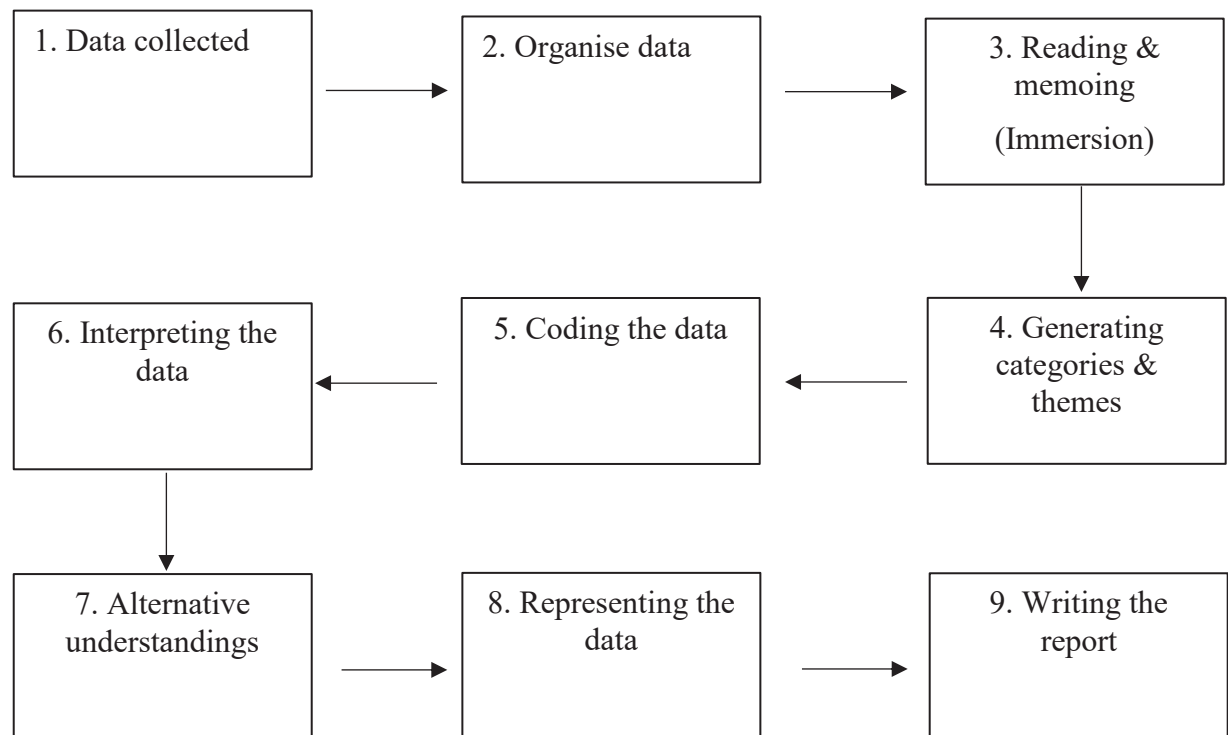 1. Data collected
2. Organise data
3. Reading &
memoing
(Immersion)
4. Generating
categories &
themes
5. Coding the data
6. Interpreting the
data
7. Alternative
understandings
8. Representing the
data
9. Writing the
report